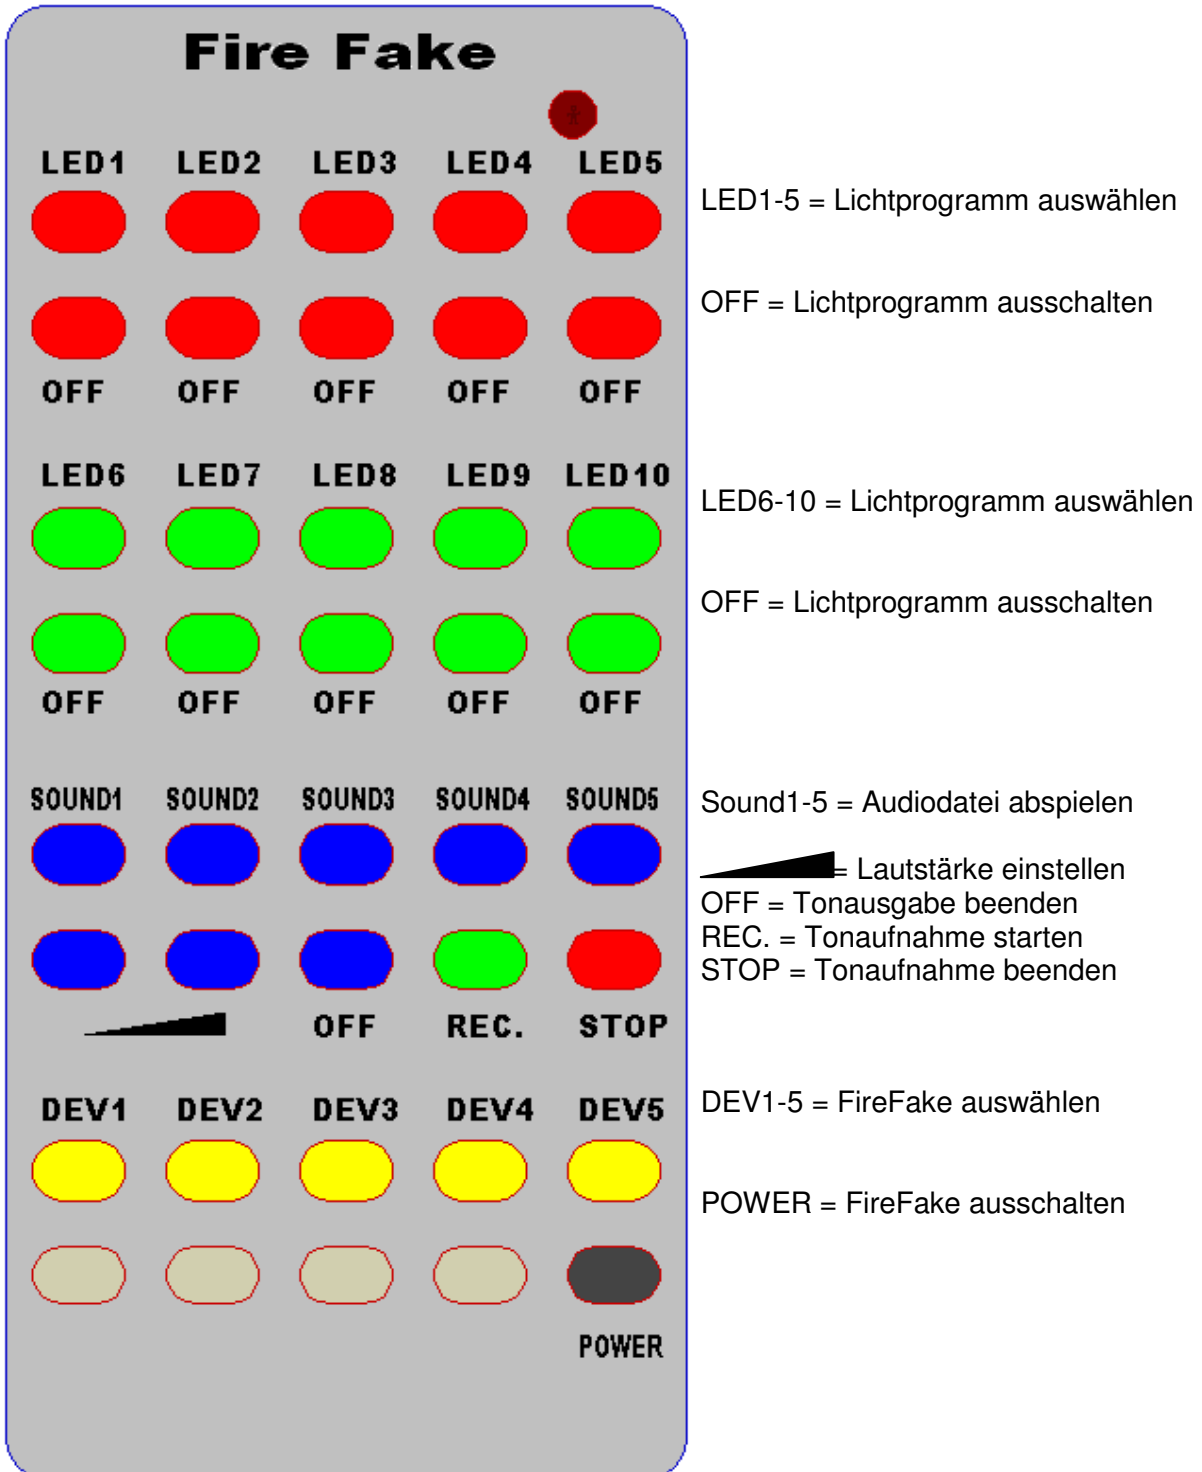 Fire Fake
LED1 LED2 LED3 LED4 LED5
LED1-5 = Lichtprogramm auswählen
OFF = Lichtprogramm ausschalten
OFF OFF OFF OFF OFF
LED6 LED7 LED8 LED9 LED10
LED6-10 = Lichtprogramm auswählen
OFF = Lichtprogramm ausschalten
OFF OFF OFF OFF OFF
SOUND1 SOUND2 SOUND3 SOUND4 SOUND5
Sound1-5 = Audiodatei abspielen
= Lautstärke einstellen
OFF = Tonausgabe beenden
REC. = Tonaufnahme starten
STOP = Tonaufnahme beenden
OFF REC. STOP
DEV1 DEV2 DEV3 DEV4 DEV5
DEV1-5 = FireFake auswählen
POWER = FireFake ausschalten
POWER